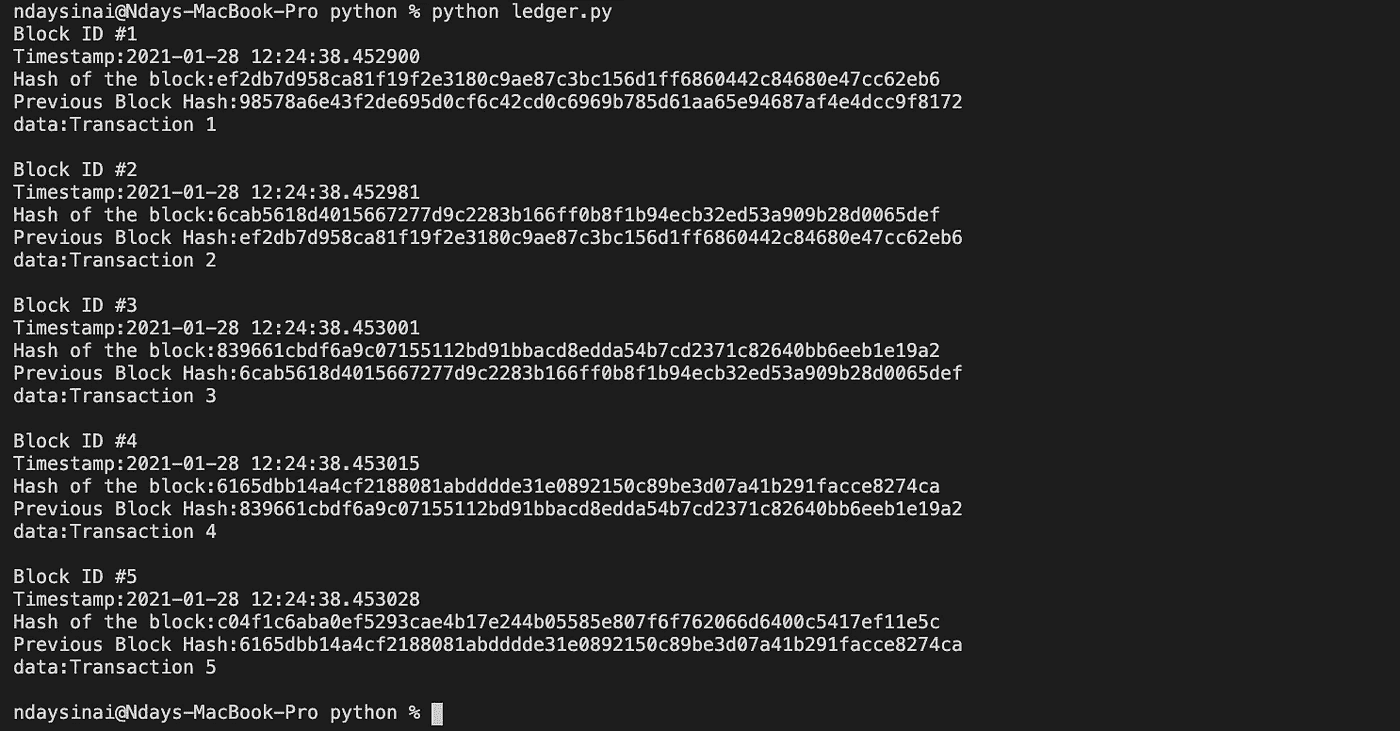 ndaysinai@Ndays-MacBook-Pro python % python ledger.py
Block ID #1
Timestamp:2021-01-28 12:24:38.452900
Hash of the block:ef2db7d958ca81f19f2e3180c9ae87c3bc156d1ff6860442c84680e47cc62eb6
Previous Block Hash:98578a6e43f2de695d0cf6c42cd0c6969b785d61aa65e94687af4e4dcc9f8172
data:Transaction 1
Block ID #2
Timestamp:2021-01-28 12:24:38.452981
Hash of the block:6cab5618d4015667277d9c2283b166ff0b8f1b94ecb32ed53a909b28d0065def
Previous Block Hash:ef2db7d958ca81f19f2e3180c9ae87c3bc156d1ff6860442c84680e47cc62eb6
data:Transaction 2
Block ID #3
Timestamp:2021-01-28 12:24:38.453001
Hash of the block:839661cbdf6a9c07155112bd91bbacd8edda54b7cd2371c82640bb6eeb1e19a2
Previous Block Hash:6cab5618d4015667277d9c2283b166ff0b8f1b94ecb32ed53a909b28d0065def
data:Transaction 3
Block ID #4
Timestamp:2021-01-28 12:24:38.453015
Hash of the block:6165dbb14a4cf2188081abdddde31e0892150c89be3d07a41b291facce8274ca
Previous Block Hash:839661cbdf6a9c07155112bd91bbacd8edda54b7cd2371c82640bb6eeb1e19a2
data:Transaction 4
Block ID #5
Timestamp:2021-01-28 12:24:38.453028
Hash of the block:c04f1c6aba0ef5293cae4b17e244b05585e807f6f762066d6400c5417ef11e5c
Previous Block Hash:6165dbb14a4cf2188081abdddde31e0892150c89be3d07a41b291facce8274ca
data:Transaction 5
ndaysinai@Ndays-MacBook-Pro python %